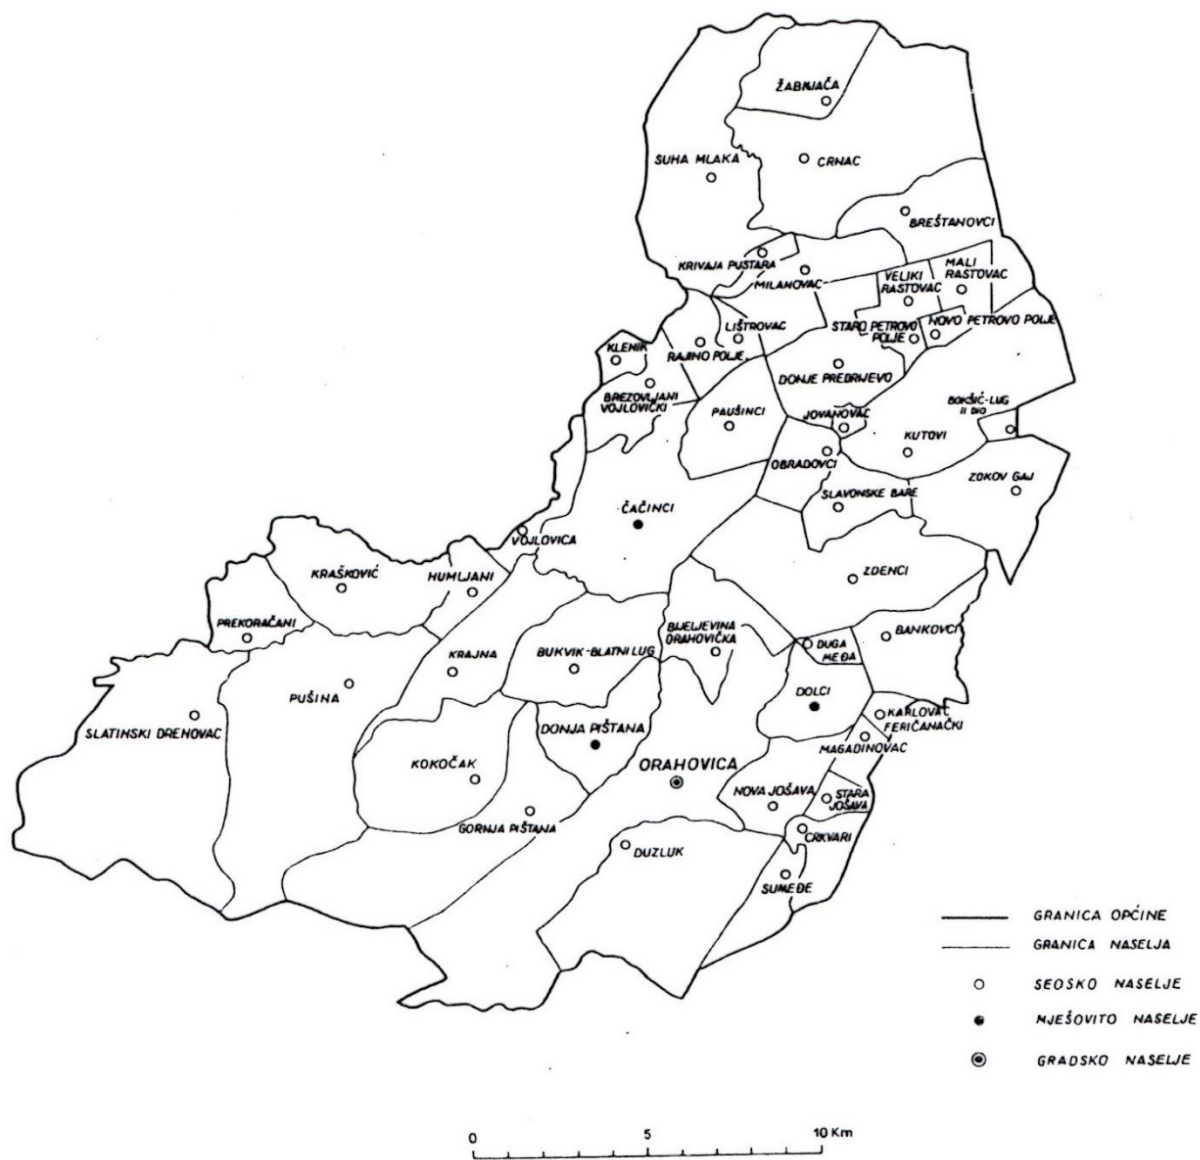 ŽABNJAČA
SUHA MLAKA
CRNAC
BREŠTANOVCI
KRIVAJA PUSTARA
MILANOVAC
VELIKI
RASTOVAC
MALI
RASTOVAC
LIŠTROVAC
STARO PETROVO
POLJE
NOVO PETROVO POLJE
KLENIK
RAJINO POLJE
DONJE PREDRIJEVO
BREZOVLJANI
VOJLOVIČKI
PAUŠINCI
JOVANOVAC
BOKŠIĆ-LUG
II DIO
KUTOVI
OBRADOVCI
SLAVONSKE BARE
ZOKOV GAJ
ČAČINCI
VOJLOVICA
KRAŠKOVIĆ
HUMLJANI
ZDENCI
PREKORAČANI
BIJELJEVINA
ORAHOVIČKA
DUGA
MEĐA
BANKOVCI
KRAJNA
BUKVIK-BLATNI LUG
PUŠINA
DOLCI
SLATINSKI DRENOVAC
DONJA PIŠTANA
KARLOVAC
FERIČANAČKI
MAGADINOVAC
KOKOČAK
ORAHOVICA
NOVA JOŠAVA
STARA
JOŠAVA
GORNJA PIŠTANA
CRKVARI
DUZLUK
SUMEĐE
GRANICA OPĆINE
GRANICA NASELJA
SEOSKO NASELJE
MJEŠOVITO NASELJE
GRADSKO NASELJE
0 5 10 Km